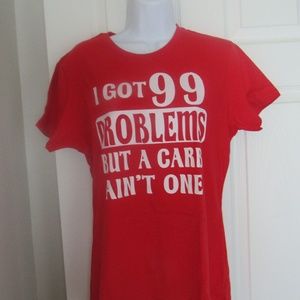 I GOT 99
PROBLEMS
BUT A CARB
AIN'T ONE